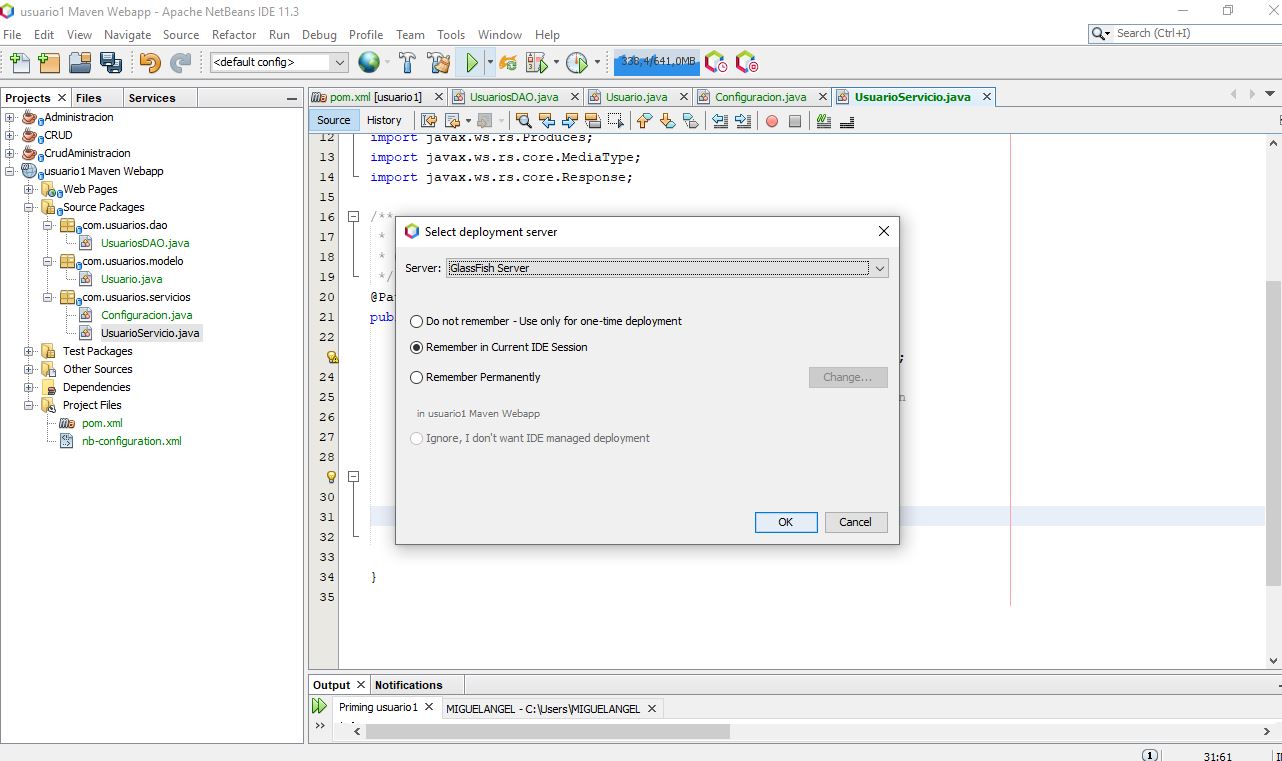 usuario1 Maven Webapp - Apache NetBeans IDE 11.3
File Edit View Navigate Source Refactor Run Debug Profile Team Tools Window Help
Search (Ctrl+I)
<default config>
338,4/641,0MB
Projects Files Services
Administracion
CRUD
CrudAministracion
usuario1 Maven Webapp
Web Pages
Source Packages
com.usuarios.dao
UsuariosDAO.java
com.usuarios.modelo
Usuario.java
com.usuarios.servicios
Configuracion.java
UsuarioServicio.java
Test Packages
Other Sources
Dependencies
Project Files
pom.xml
nb-configuration.xml
pom.xml [usuario1] UsuariosDAO.java Usuario.java Configuracion.java UsuarioServicio.java
Source History
12 import javax.ws.rs.Produces;
13 import javax.ws.rs.core.MediaType;
14 import javax.ws.rs.core.Response;
15
16 /**
17 *
18 *
19 */
20 @Pa
21 pub
22
;
24
25 n
26
27
28
30
31
32
33
34 }
35
Select deployment server
Server: GlassFish Server
Do not remember - Use only for one-time deployment
Remember in Current IDE Session
Remember Permanently
Change...
in usuario1 Maven Webapp
Ignore, I don't want IDE managed deployment
OK Cancel
Output Notifications
Priming usuario1 MIGUELANGEL - C:\Users\MIGUELANGEL
1 31:61